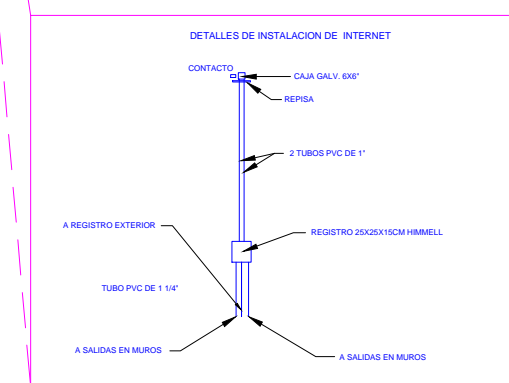 DETALLES DE INSTALACION DE INTERNET
CONTACTO
CAJA GALV. 6X6"
REPISA
2 TUBOS PVC DE 1"
A REGISTRO EXTERIOR
REGISTRO 25X25X15CM HIMMELL
TUBO PVC DE 1 1/4"
A SALIDAS EN MUROS
A SALIDAS EN MUROS